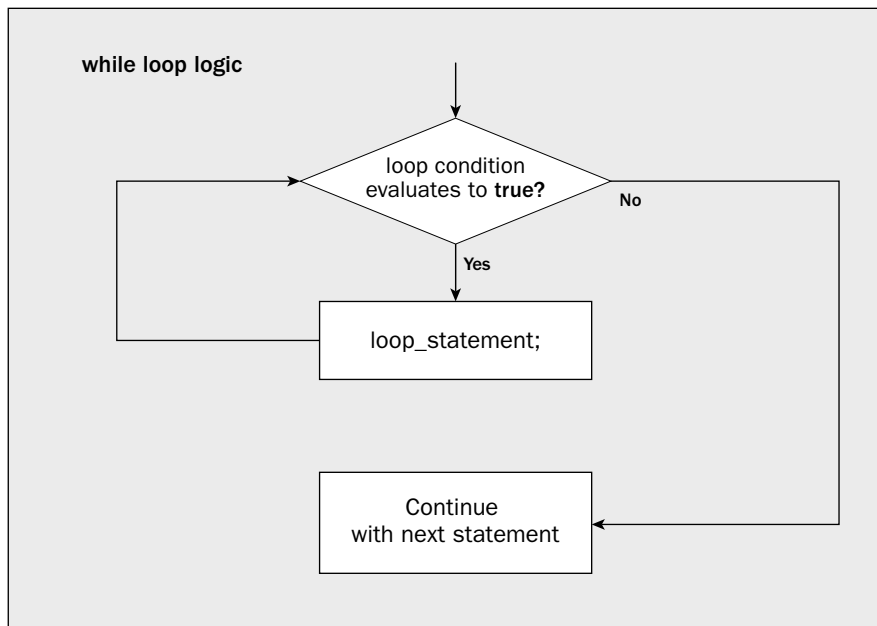 while loop logic
loop condition
evaluates to true?
No
Yes
loop_statement;
Continue
with next statement